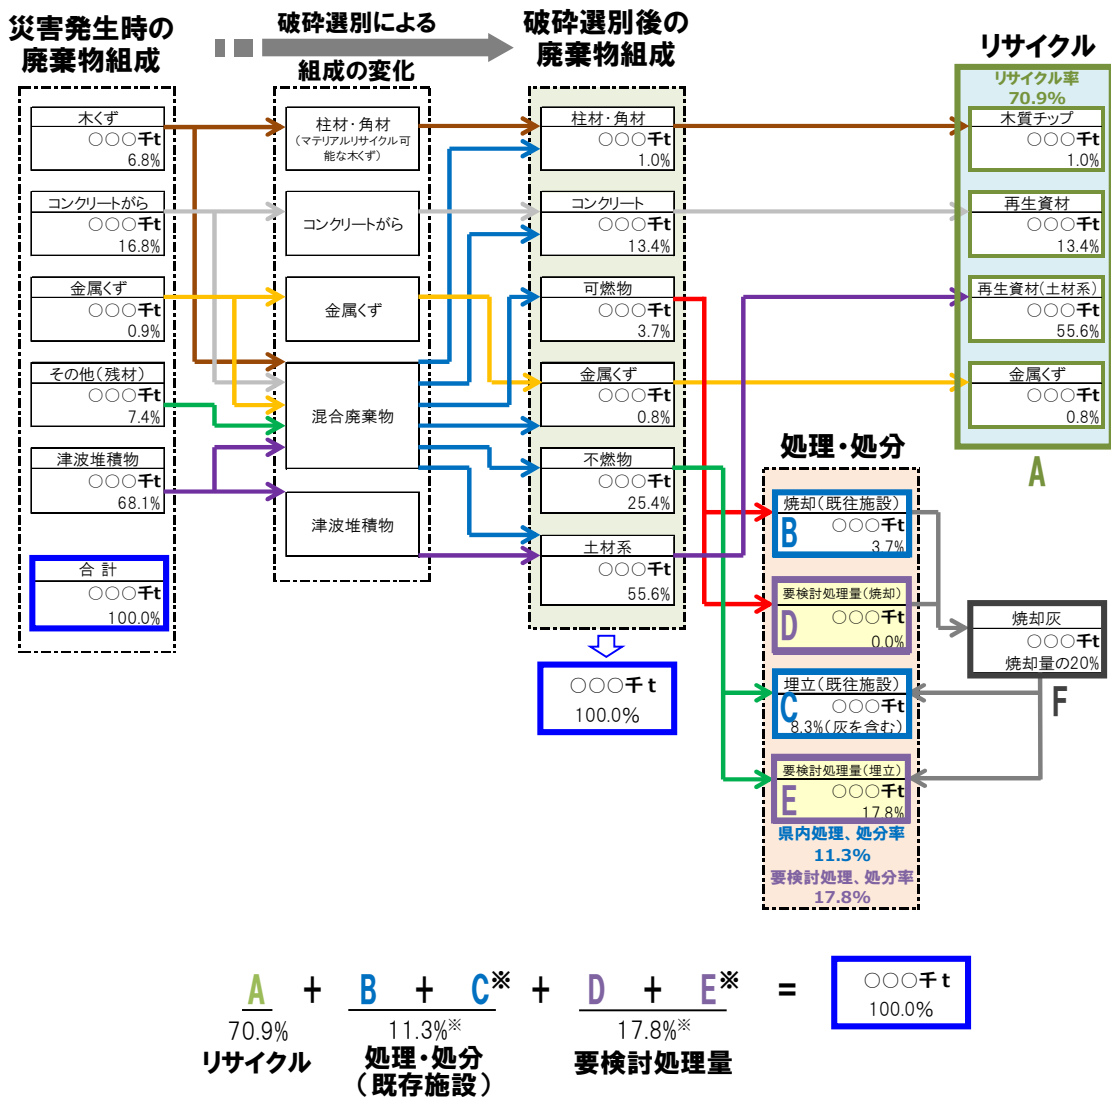 災害発生時の
廃棄物組成
破砕選別による
組成の変化
破砕選別後の
廃棄物組成
リサイクル
木くず
○○○千t
6.8%
コンクリートがら
○○○千t
16.8%
金属くず
○○○千t
0.9%
その他(残材)
○○○千t
7.4%
津波堆積物
○○○千t
68.1%
合 計
○○○千t
100.0%
柱材・角材
(マテリアルリサイクル可
能な木くず)
コンクリートがら
金属くず
混合廃棄物
津波堆積物
柱材・角材
○○○千t
1.0%
コンクリート
○○○千t
13.4%
可燃物
○○○千t
3.7%
金属くず
○○○千t
0.8%
不燃物
○○○千t
25.4%
土材系
○○○千t
55.6%
○○○千t
100.0%
リサイクル率
70.9%
木質チップ
○○○千t
1.0%
再生資材
○○○千t
13.4%
再生資材(土材系)
○○○千t
55.6%
金属くず
○○○千t
0.8%
A
処理・処分
焼却(既往施設)
○○○千t
B
3.7%
要検討処理量(焼却)
○○○千t
D
0.0%
埋立(既往施設)
○○○千t
C
8.3%(灰を含む)
要検討処理量(埋立)
○○○千t
E
17.8%
県内処理、処分率
11.3%
要検討処理、処分率
17.8%
焼却灰
○○○千t
焼却量の20%
F
A + B + C※ + D + E※ =
70.9% 11.3%※ 17.8%※
リサイクル 処理・処分 要検討処理量
(既存施設)
○○○千t
100.0%